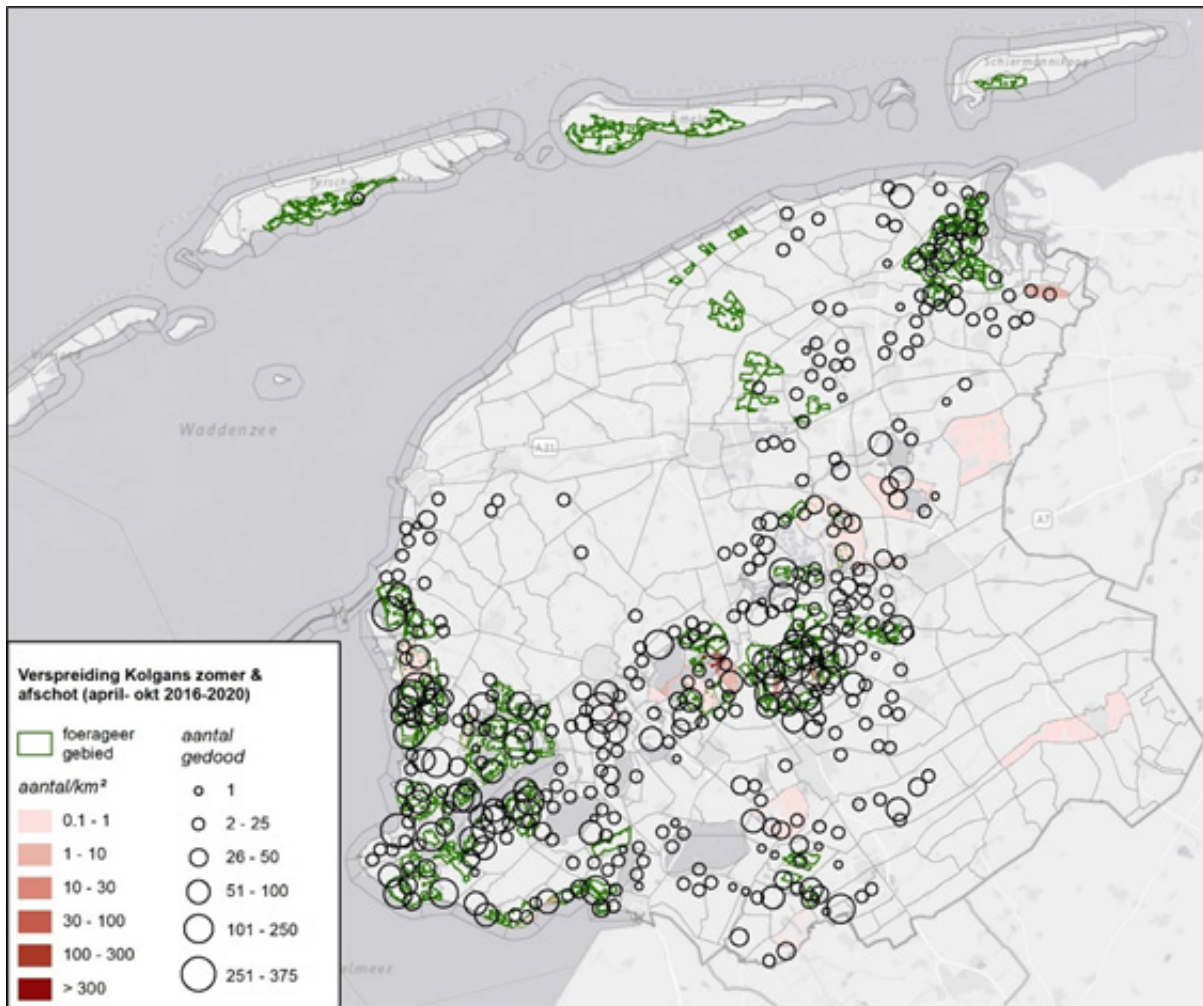 Schiermonnikoog
Waddenzee
A31
A7
Verspreiding Kolgans zomer &
afschot (april- okt 2016-2020)
foerageer
gebied
aantal/km²
0.1 - 1
1 - 10
10 - 30
30 - 100
100 - 300
> 300
aantal
gedood
1
2 - 25
26 - 50
51 - 100
101 - 250
251 - 375
elmeer